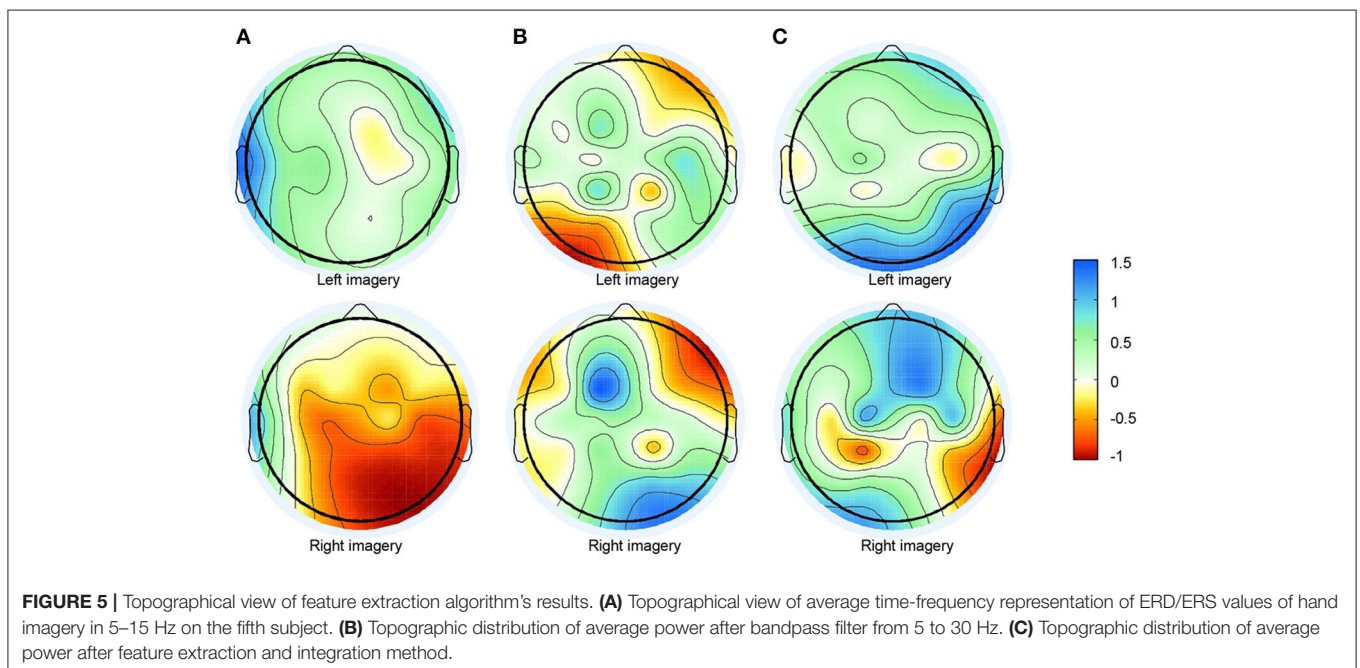 A
B
C
Left imagery
Left imagery
Left imagery
1.5
1
0.5
0
-0.5
-1
Right imagery
Right imagery
Right imagery
FIGURE 5 | Topographical view of feature extraction algorithm's results. (A) Topographical view of average time-frequency representation of ERD/ERS values of hand
imagery in 5–15 Hz on the fifth subject. (B) Topographic distribution of average power after bandpass filter from 5 to 30 Hz. (C) Topographic distribution of average
power after feature extraction and integration method.